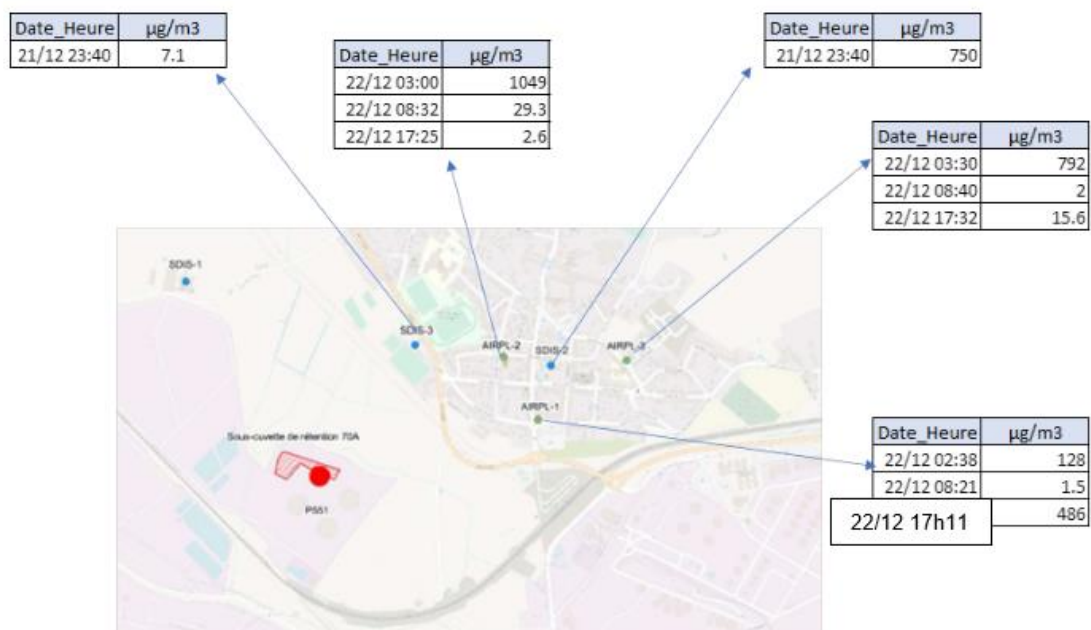 Date_Heure µg/m3
21/12 23:40 7.1
Date_Heure µg/m3
22/12 03:00 1049
22/12 08:32 29.3
22/12 17:25 2.6
Date_Heure µg/m3
21/12 23:40 750
Date_Heure µg/m3
22/12 03:30 792
22/12 08:40 2
22/12 17:32 15.6
SDIS-1
SDIS-3
AIRPL-2
SDIS-2
AIRPL-3
AIRPL-1
Sous-cuvette de rétention 70A
P551
Date_Heure µg/m3
22/12 02:38 128
22/12 08:21 1.5
22/12 17h11 486